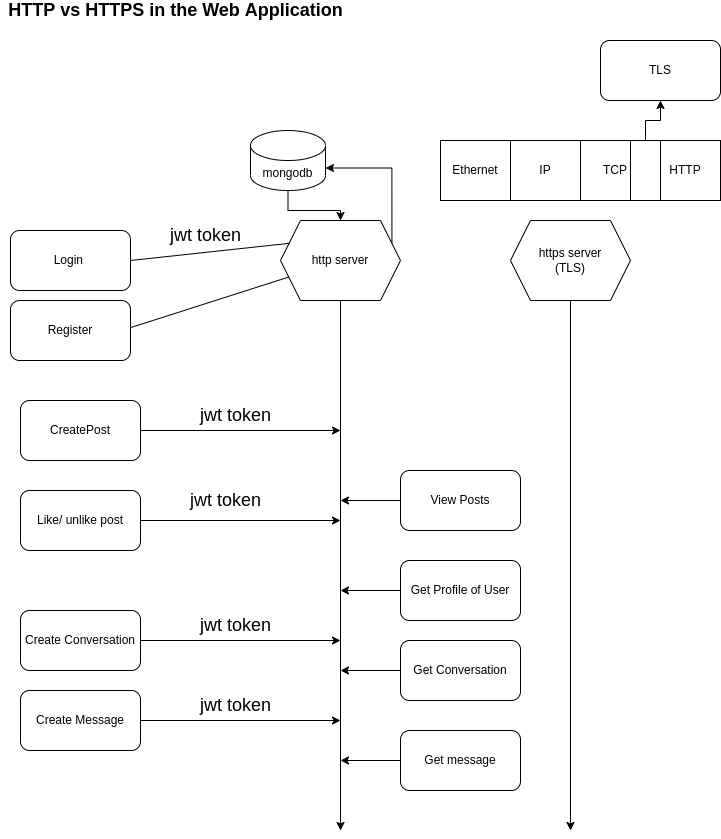 HTTP vs HTTPS in the Web Application
TLS
Ethernet
IP
TCP
HTTP
mongodb
jwt token
Login
http server
https server
(TLS)
Register
jwt token
CreatePost
jwt token
Like/ unlike post
View Posts
Get Profile of User
jwt token
Create Conversation
Get Conversation
jwt token
Create Message
Get message